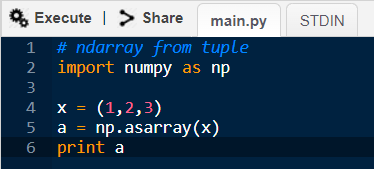 Execute | Share main.py STDIN
1 # ndarray from tuple
2 import numpy as np
3
4 x = (1,2,3)
5 a = np.asarray(x)
6 print a